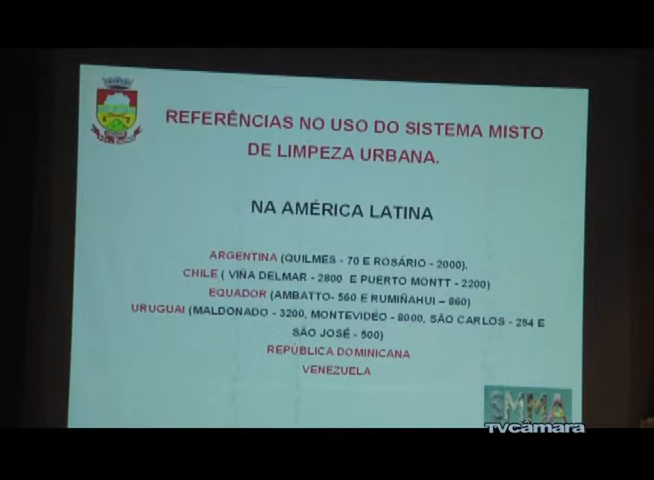 REFERÊNCIAS NO USO DO SISTEMA MISTO
DE LIMPEZA URBANA.
NA AMÉRICA LATINA
ARGENTINA (QUILMES - 70 E ROSÁRIO - 2000).
CHILE ( VIÑA DELMAR - 2800 E PUERTO MONTT - 2200)
EQUADOR (AMBATTO- 560 E RUMIÑAHUI – 860)
URUGUAI (MALDONADO - 3200, MONTEVIDÉO - 8000, SÃO CARLOS - 254 E
SÃO JOSÉ - 500)
REPÚBLICA DOMINICANA
VENEZUELA
SMMA
TVcâmara